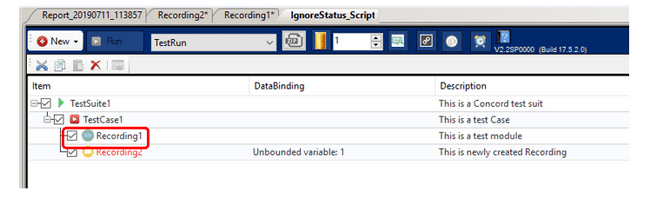 Report_20190711_113857 Recording2* Recording1* IgnoreStatus_Script
New Run TestRun 1 V2.2SP0000 (Build 17.5.2.0)
Item DataBinding Description
TestSuite1 This is a Concord test suit
TestCase1 This is a test Case
Recording1 This is a test module
Recording2 Unbounded variable: 1 This is newly created Recording